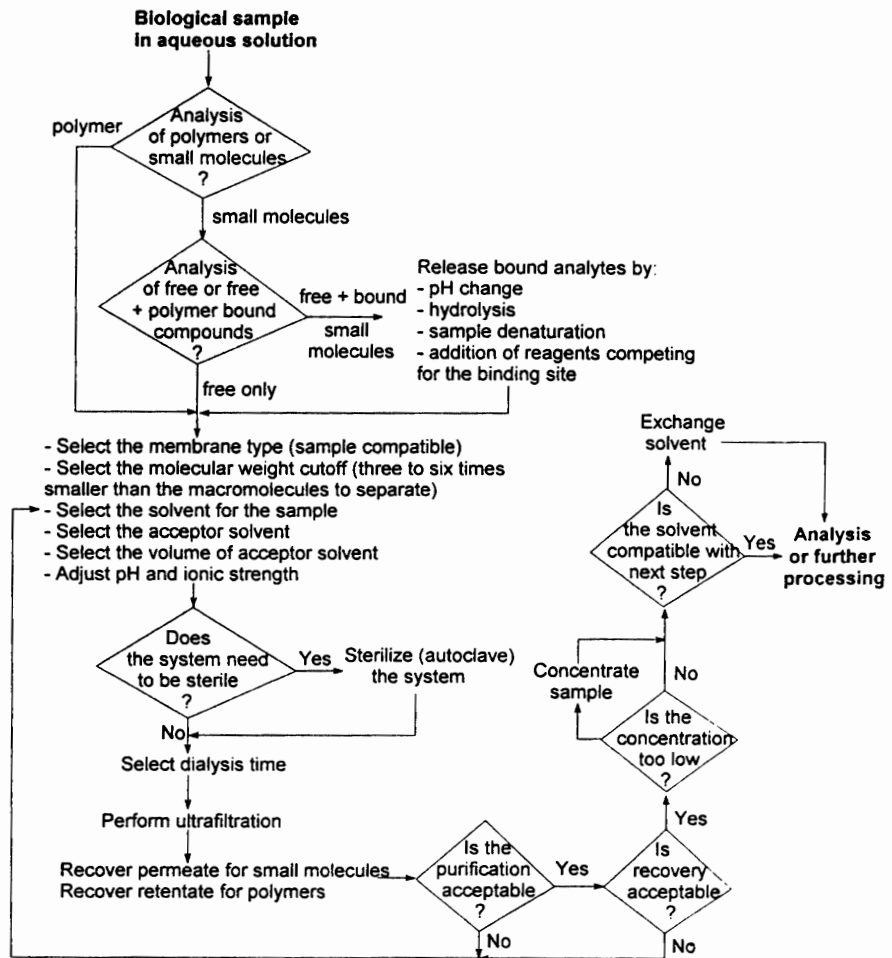 Biological sample
in aqueous solution
Analysis
of polymers or
small molecules
?
polymer
small molecules
Analysis
of free or free
+ polymer bound
compounds
?
free + bound
small
molecules
Release bound analytes by:
- pH change
- hydrolysis
- sample denaturation
- addition of reagents competing
for the binding site
free only
- Select the membrane type (sample compatible)
- Select the molecular weight cutoff (three to six times
smaller than the macromolecules to separate)
- Select the solvent for the sample
- Select the acceptor solvent
- Select the volume of acceptor solvent
- Adjust pH and ionic strength
Does
the system need
to be sterile
?
Yes
Sterilize (autoclave)
the system
No
Select dialysis time
Perform ultrafiltration
Recover permeate for small molecules
Recover retentate for polymers
Is the
purification
acceptable
?
Yes
No
Is
recovery
acceptable
?
No
Yes
Is the
concentration
too low
?
Concentrate
sample
No
Is
the solvent
compatible with
next step
?
No
Exchange
solvent
Yes
Analysis
or further
processing